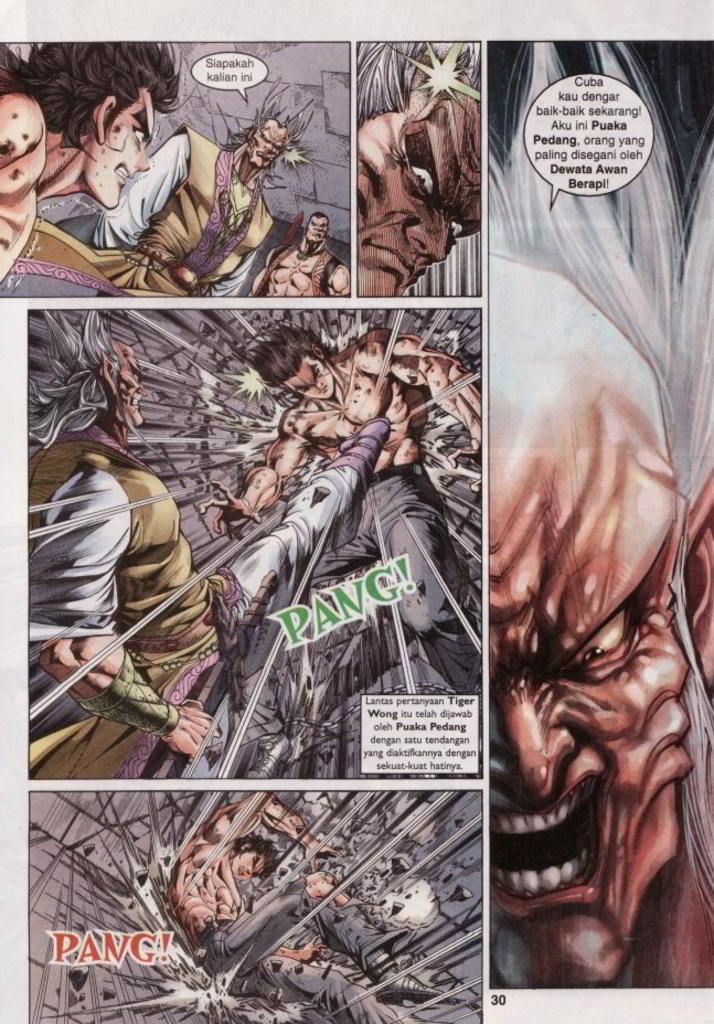 Siapakah
kalian ini
Cuba
kau dengar
baik-baik sekarang!
Aku ini Puaka
Pedang, orang yang
paling disegani oleh
Dewata Awan
Berapi!
PANG!
Lantas pertanyaan Tiger
Wong itu telah dijawab
oleh Puaka Pedang
dengan satu tendangan
yang diaktifkannya dengan
sekuat-kuat hatinya.
PANG!
30